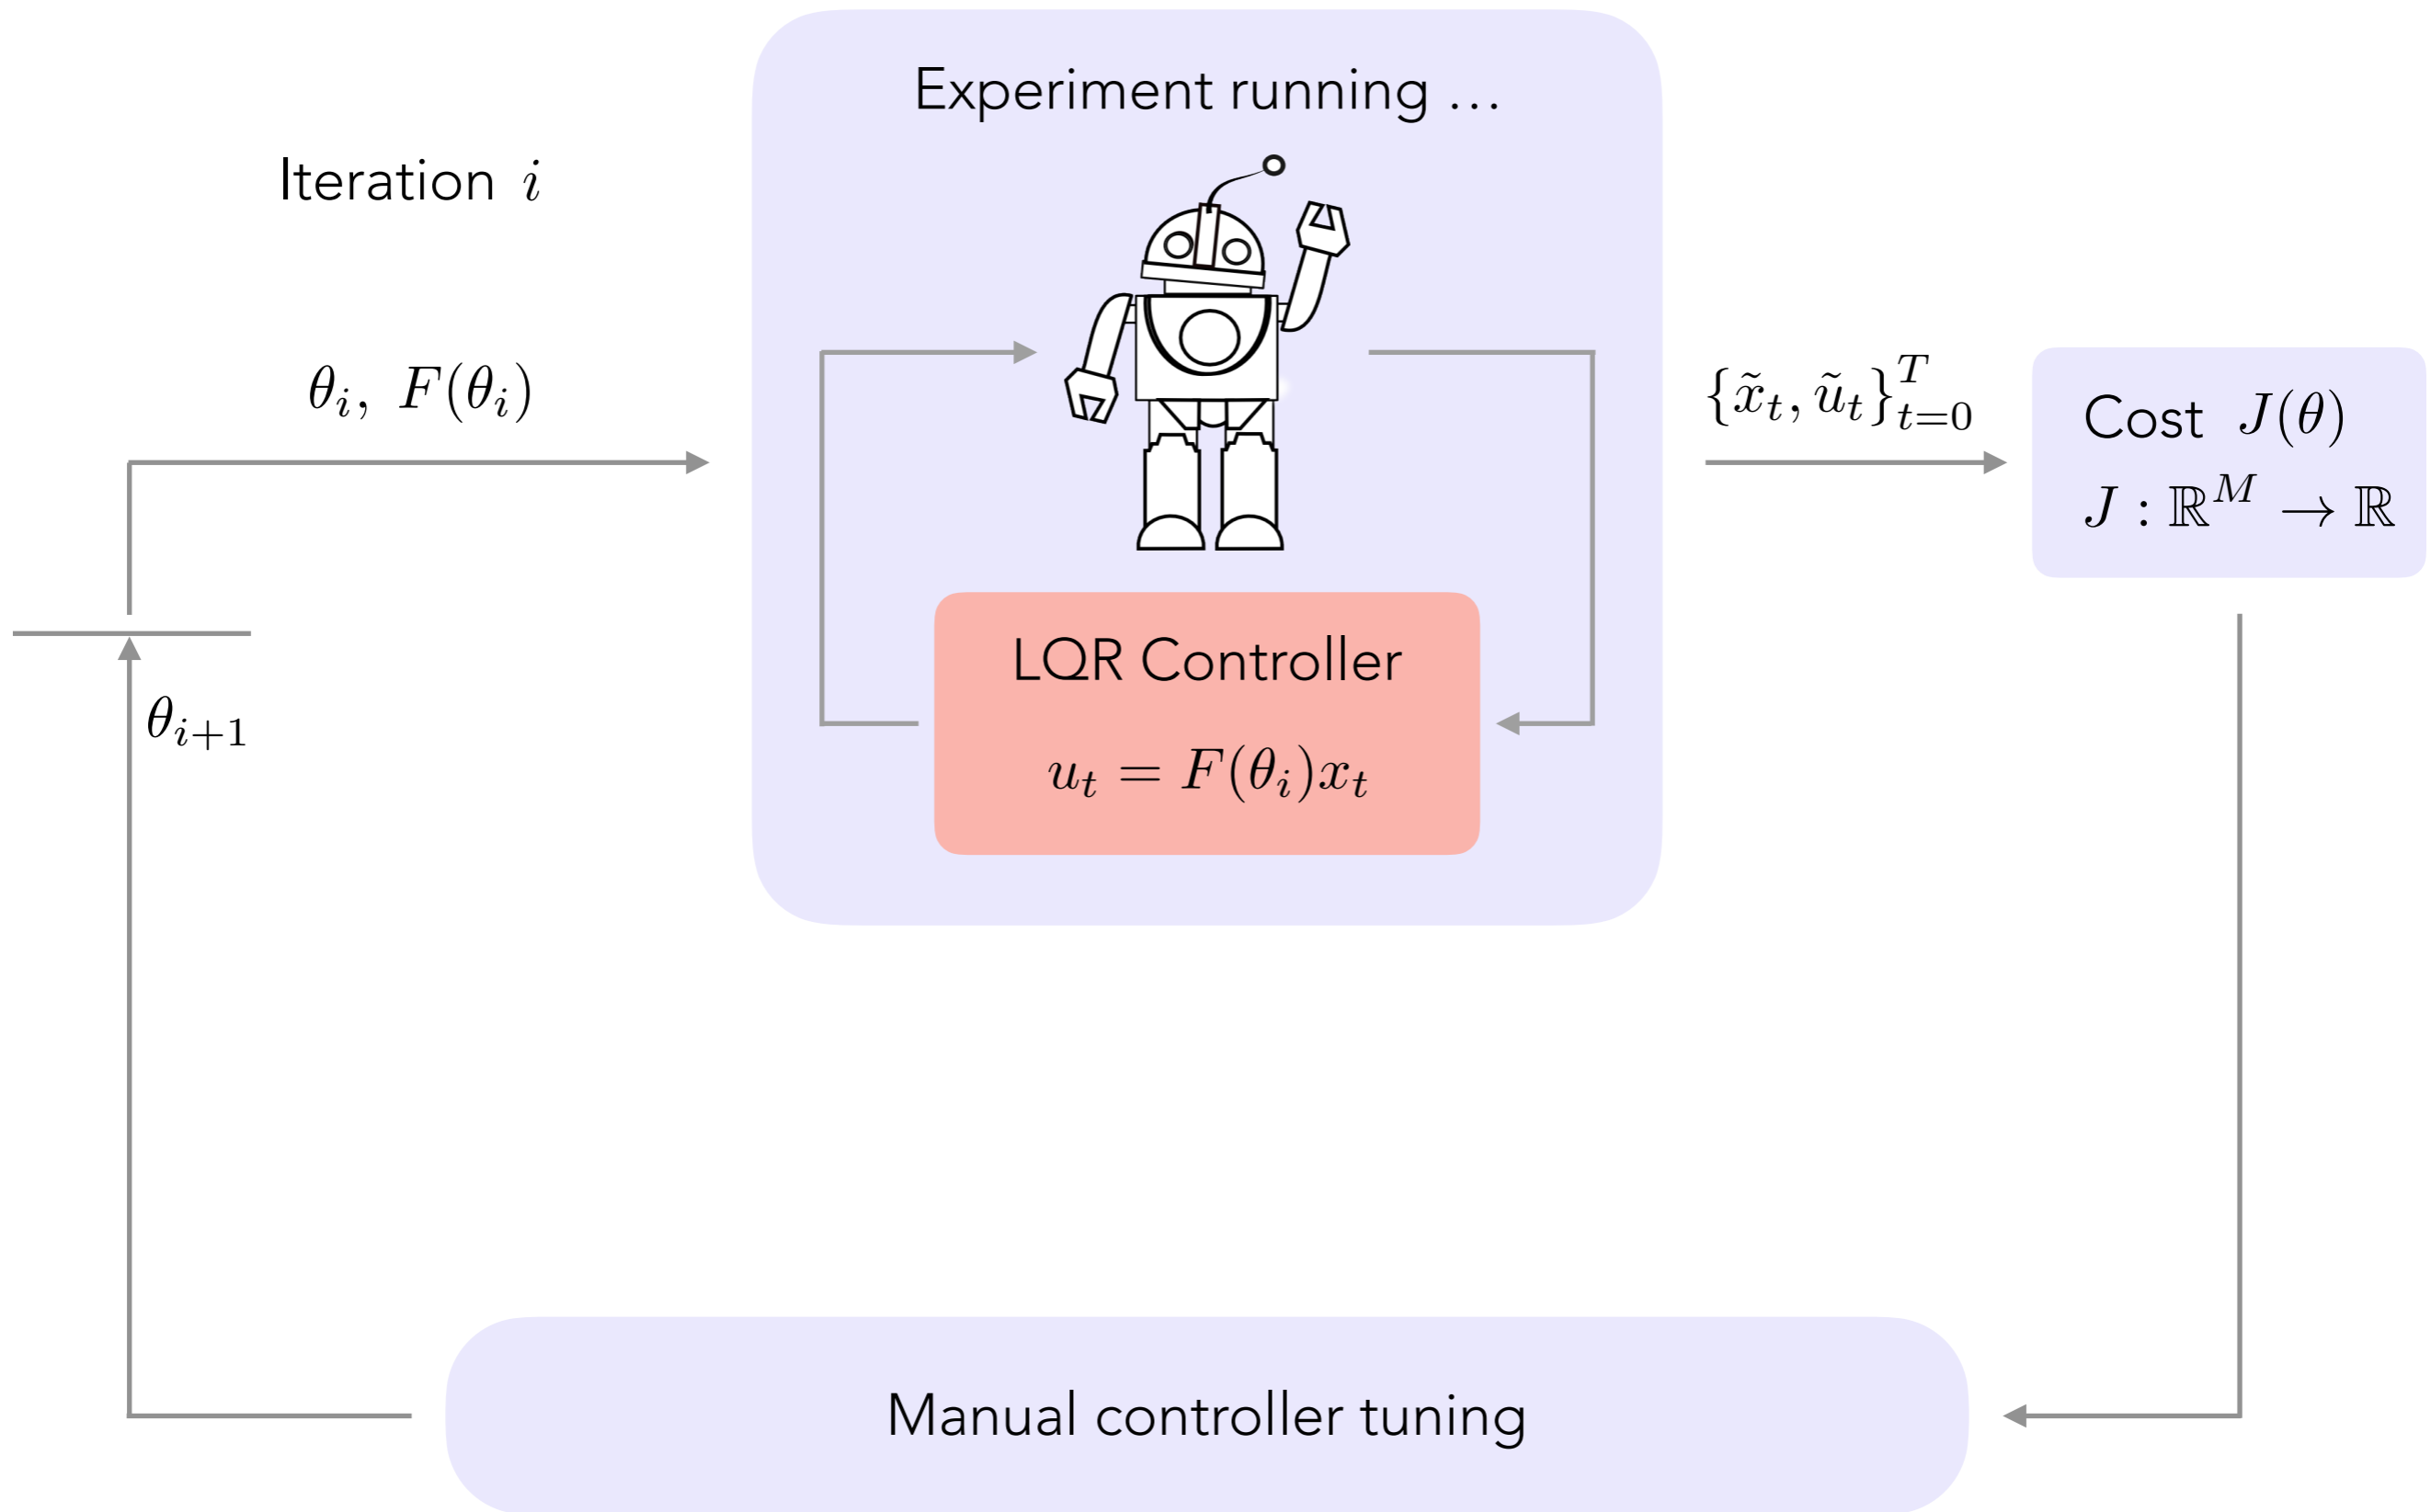 Experiment running …
Iteration i
θ_i, F(θ_i)
{x̃_t, ũ_t}_{t=0}^T
Cost J(θ)
J : ℝ^M → ℝ
LQR Controller
u_t = F(θ_i)x_t
θ_{i+1}
Manual controller tuning